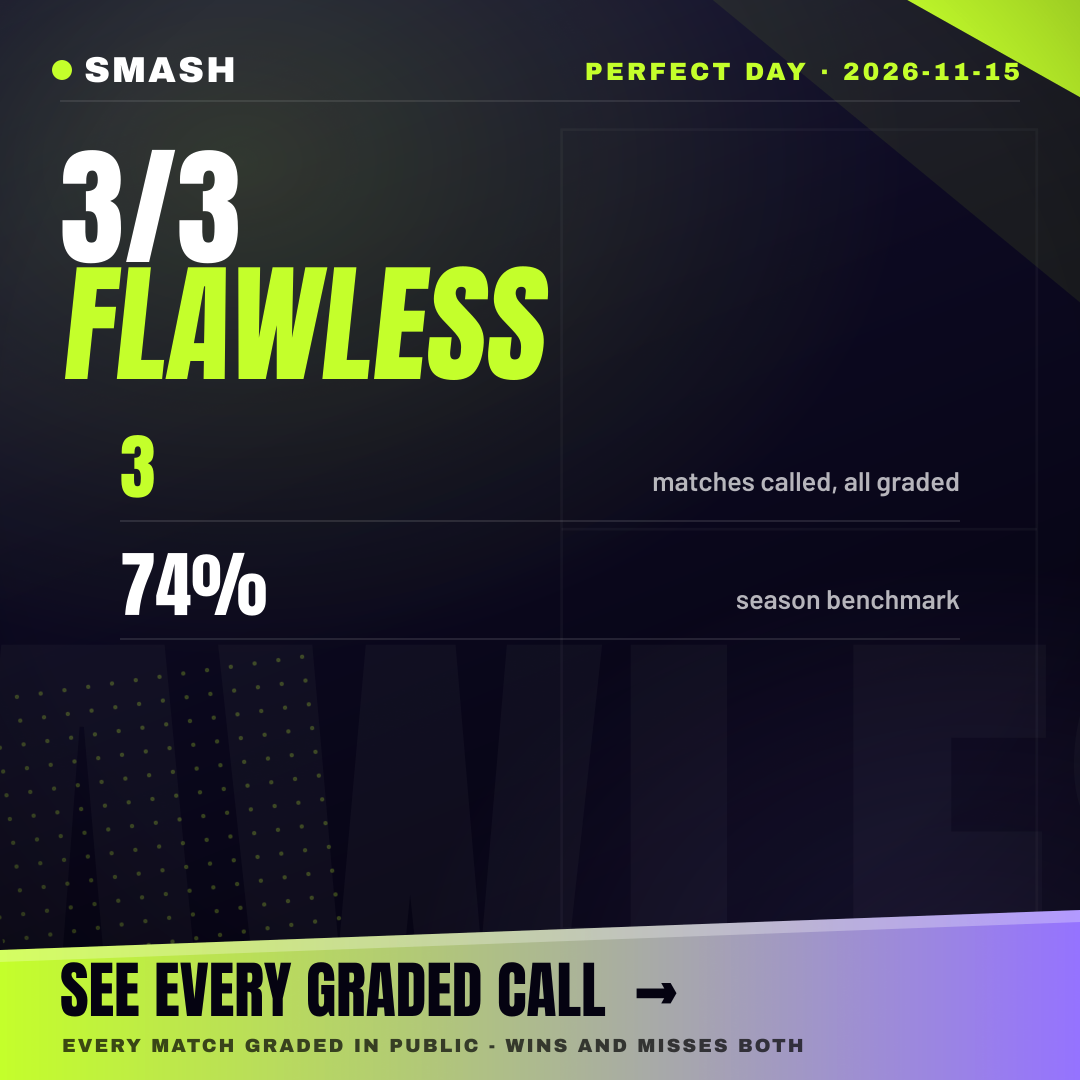 SMASH
PERFECT DAY · 2026-11-15
3/3
FLAWLESS
3
matches called, all graded
74%
season benchmark
SEE EVERY GRADED CALL →
EVERY MATCH GRADED IN PUBLIC - WINS AND MISSES BOTH